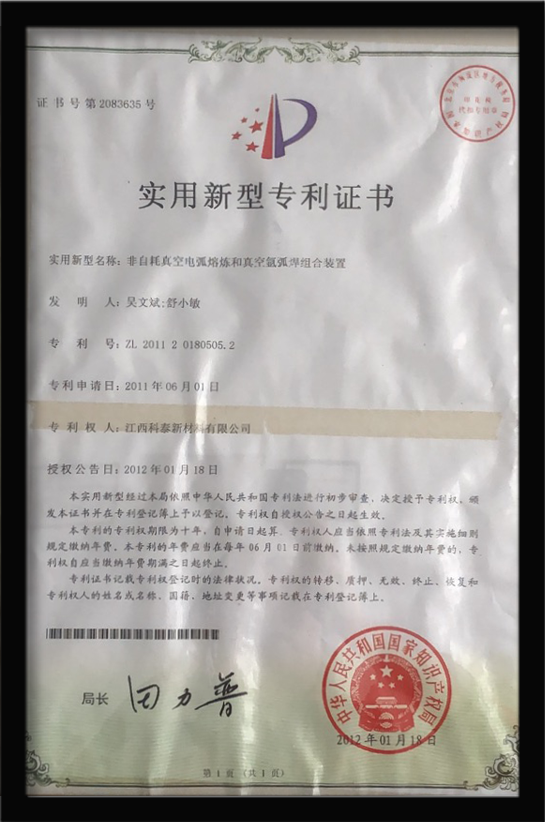 证书号第2083635号
实用新型专利证书
实用新型名称：非自耗真空电弧熔炼和真空氩弧焊组合装置
发明人：吴文斌;舒小敏
专利号：ZL 2011 2 0180505.2
专利申请日：2011年06月01日
专利权人：江西科泰新材料有限公司
授权公告日：2012年01月18日
本实用新型经过本局依照中华人民共和国专利法进行初步审查，决定授予专利权，颁
发本证书并在专利登记簿上予以登记。专利权自授权公告之日起生效。
本专利的专利权期限为十年，自申请日起算。专利权人应当依照专利法及其实施细则
规定缴纳年费。本专利的年费应当在每年06月01日前缴纳。未按照规定缴纳年费的，专
利权自应当缴纳年费期满之日起终止。
专利证书记载专利权登记时的法律状况。专利权的转移、质押、无效、终止、恢复和
专利权人的姓名或名称、国籍、地址变更等事项记载在专利登记簿上。
局长
田力普
中华人民共和国国家知识产权局
2012年01月18日
第1页（共1页）